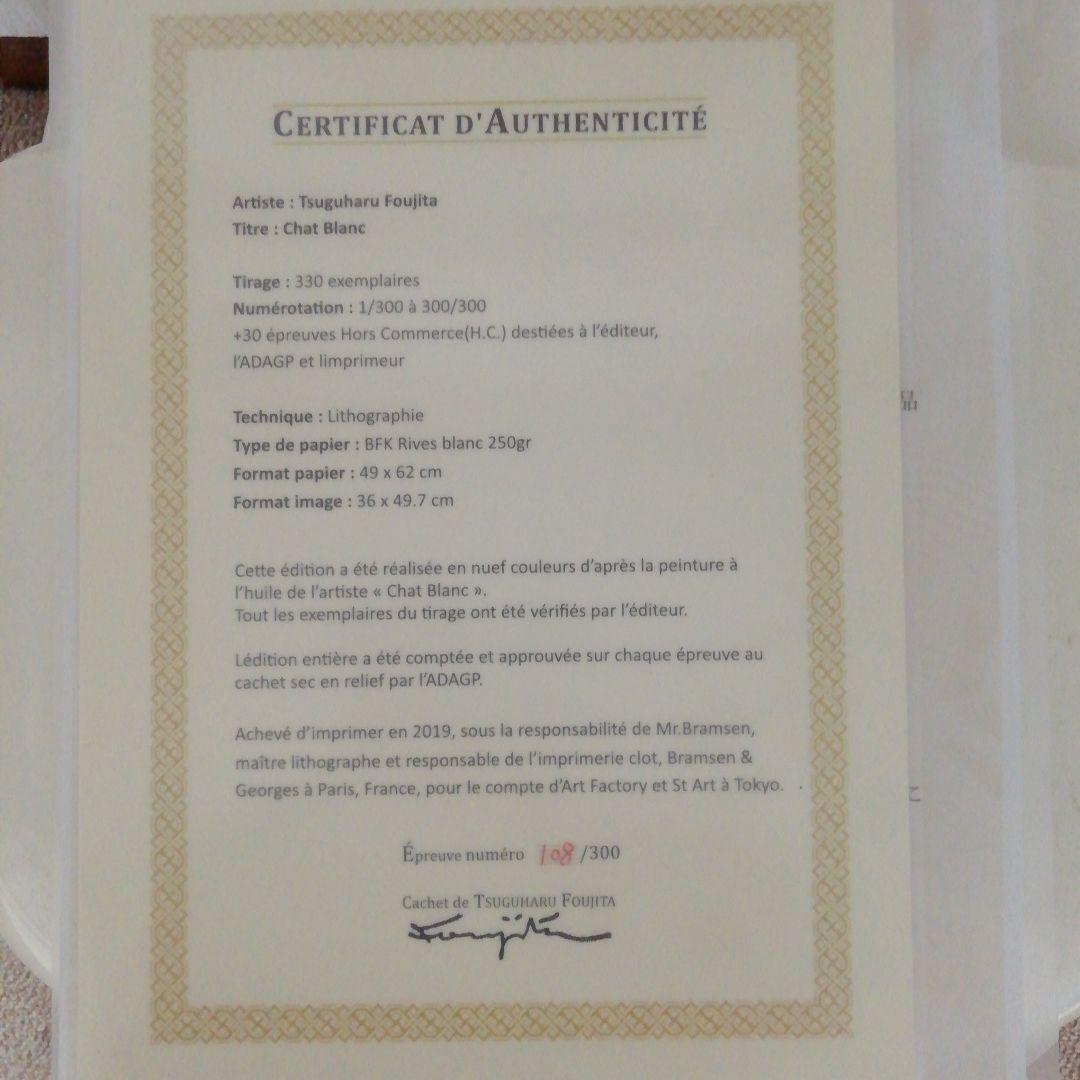 CERTIFICAT D'AUTHENTICITÉ
Artiste : Tsuguharu Foujita
Titre : Chat Blanc
Tirage : 330 exemplaires
Numérotation : 1/300 à 300/300
+30 épreuves Hors Commerce(H.C.) destiées à l'éditeur,
l'ADAGP et limprimeur
Technique : Lithographie
Type de papier : BFK Rives blanc 250gr
Format papier : 49 x 62 cm
Format image : 36 x 49.7 cm
Cette édition a été réalisée en nuef couleurs d'après la peinture à
l'huile de l'artiste « Chat Blanc ».
Tout les exemplaires du tirage ont été vérifiés par l'éditeur.
Lédition entière a été comptée et approuvée sur chaque épreuve au
cachet sec en relief par l'ADAGP.
Achevé d'imprimer en 2019, sous la responsabilité de Mr.Bramsen,
maître lithographe et responsable de l'imprimerie clot, Bramsen &
Georges à Paris, France, pour le compte d'Art Factory et St Art à Tokyo. .
Épreuve numéro 108 /300
Cachet de TSUGUHARU FOUJITA
Foujita
品